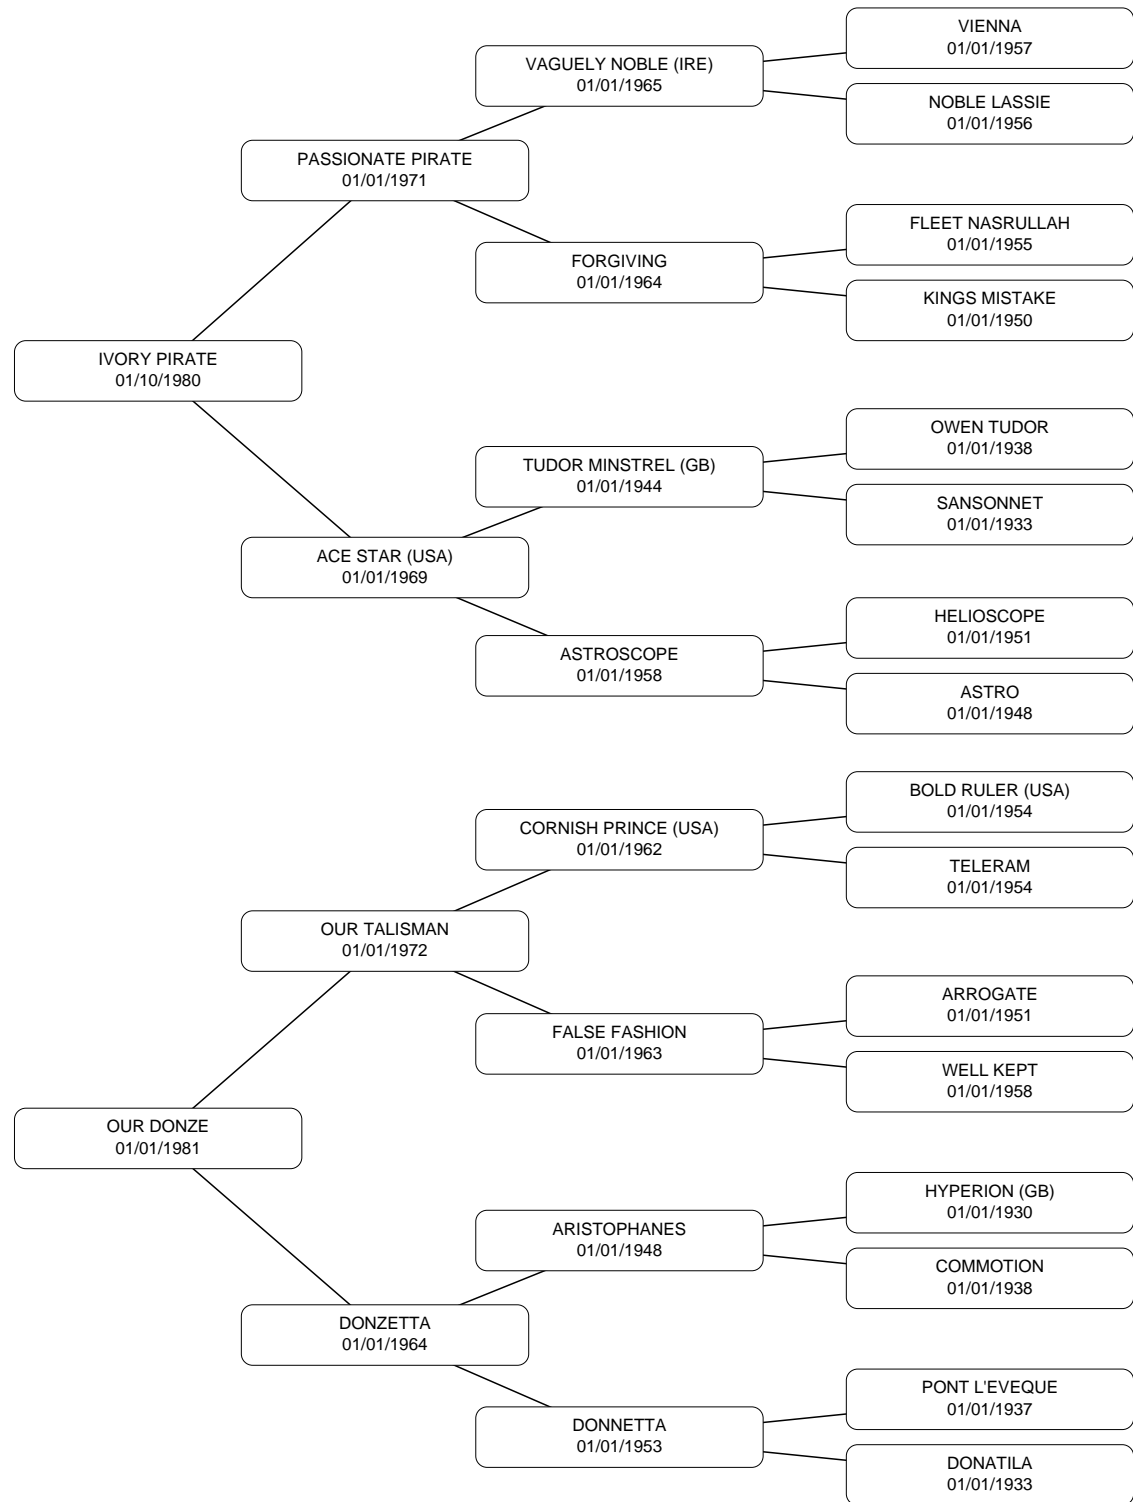 VIENNA
01/01/1957
VAGUELY NOBLE (IRE)
01/01/1965
NOBLE LASSIE
01/01/1956
PASSIONATE PIRATE
01/01/1971
FLEET NASRULLAH
01/01/1955
FORGIVING
01/01/1964
KINGS MISTAKE
01/01/1950
IVORY PIRATE
01/10/1980
OWEN TUDOR
01/01/1938
TUDOR MINSTREL (GB)
01/01/1944
SANSONNET
01/01/1933
ACE STAR (USA)
01/01/1969
HELIOSCOPE
01/01/1951
ASTROSCOPE
01/01/1958
ASTRO
01/01/1948
BOLD RULER (USA)
01/01/1954
CORNISH PRINCE (USA)
01/01/1962
TELERAM
01/01/1954
OUR TALISMAN
01/01/1972
ARROGATE
01/01/1951
FALSE FASHION
01/01/1963
WELL KEPT
01/01/1958
OUR DONZE
01/01/1981
HYPERION (GB)
01/01/1930
ARISTOPHANES
01/01/1948
COMMOTION
01/01/1938
DONZETTA
01/01/1964
PONT L'EVEQUE
01/01/1937
DONNETTA
01/01/1953
DONATILA
01/01/1933